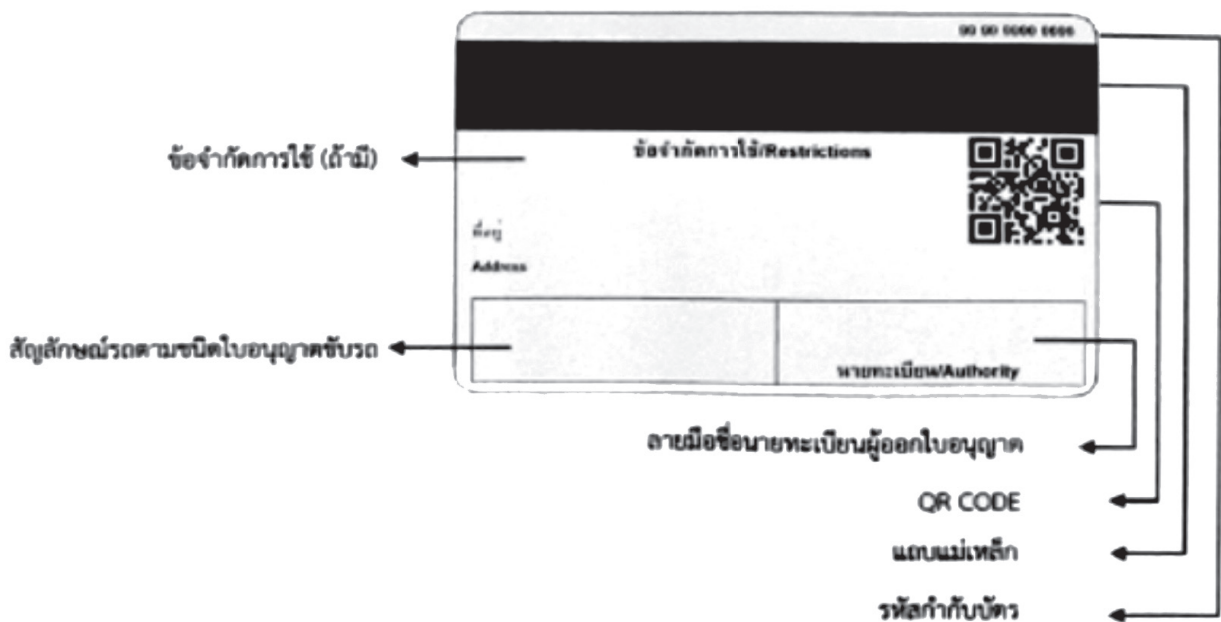 00 00 0000 0000
ข้อจำกัดการใช้ (ถ้ามี)
ข้อจำกัดการใช้/Restrictions
ที่อยู่
Address
สัญลักษณ์รถตามชนิดใบอนุญาตขับรถ
นายทะเบียน/Authority
ลายมือชื่อนายทะเบียนผู้ออกใบอนุญาต
QR CODE
แถบแม่เหล็ก
รหัสกำกับบัตร